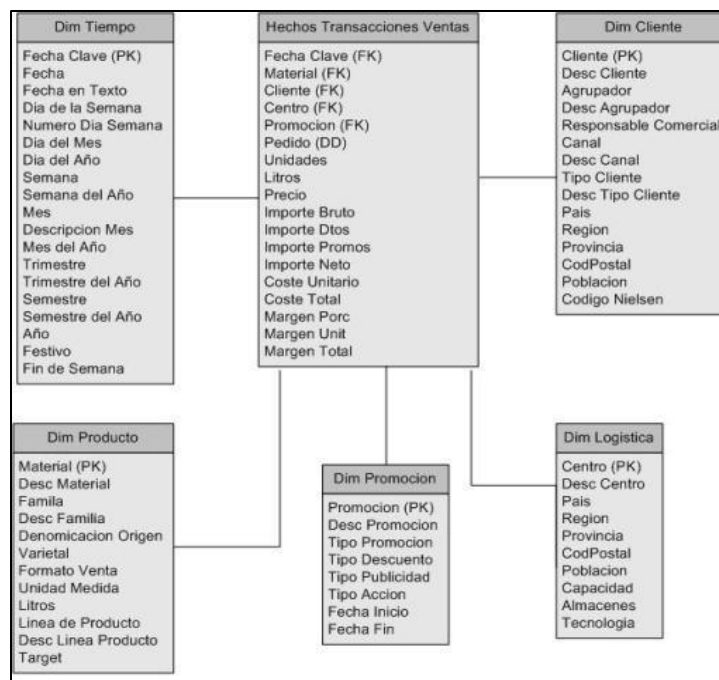 Dim Tiempo
Fecha Clave (PK)
Fecha
Fecha en Texto
Dia de la Semana
Numero Dia Semana
Dia del Mes
Dia del Año
Semana
Semana del Año
Mes
Descripcion Mes
Mes del Año
Trimestre
Trimestre del Año
Semestre
Semestre del Año
Año
Festivo
Fin de Semana
Hechos Transacciones Ventas
Fecha Clave (FK)
Material (FK)
Cliente (FK)
Centro (FK)
Promocion (FK)
Pedido (DD)
Unidades
Litros
Precio
Importe Bruto
Importe Dtos
Importe Promos
Importe Neto
Coste Unitario
Coste Total
Margen Porc
Margen Unit
Margen Total
Dim Cliente
Cliente (PK)
Desc Cliente
Agrupador
Desc Agrupador
Responsable Comercial
Canal
Desc Canal
Tipo Cliente
Desc Tipo Cliente
Pais
Region
Provincia
CodPostal
Poblacion
Codigo Nielsen
Dim Producto
Material (PK)
Desc Material
Famila
Desc Familia
Denomicacion Origen
Varietal
Formato Venta
Unidad Medida
Litros
Linea de Producto
Desc Linea Producto
Target
Dim Promocion
Promocion (PK)
Desc Promocion
Tipo Promocion
Tipo Descuento
Tipo Publicidad
Tipo Accion
Fecha Inicio
Fecha Fin
Dim Logistica
Centro (PK)
Desc Centro
Pais
Region
Provincia
CodPostal
Poblacion
Capacidad
Almacenes
Tecnologia